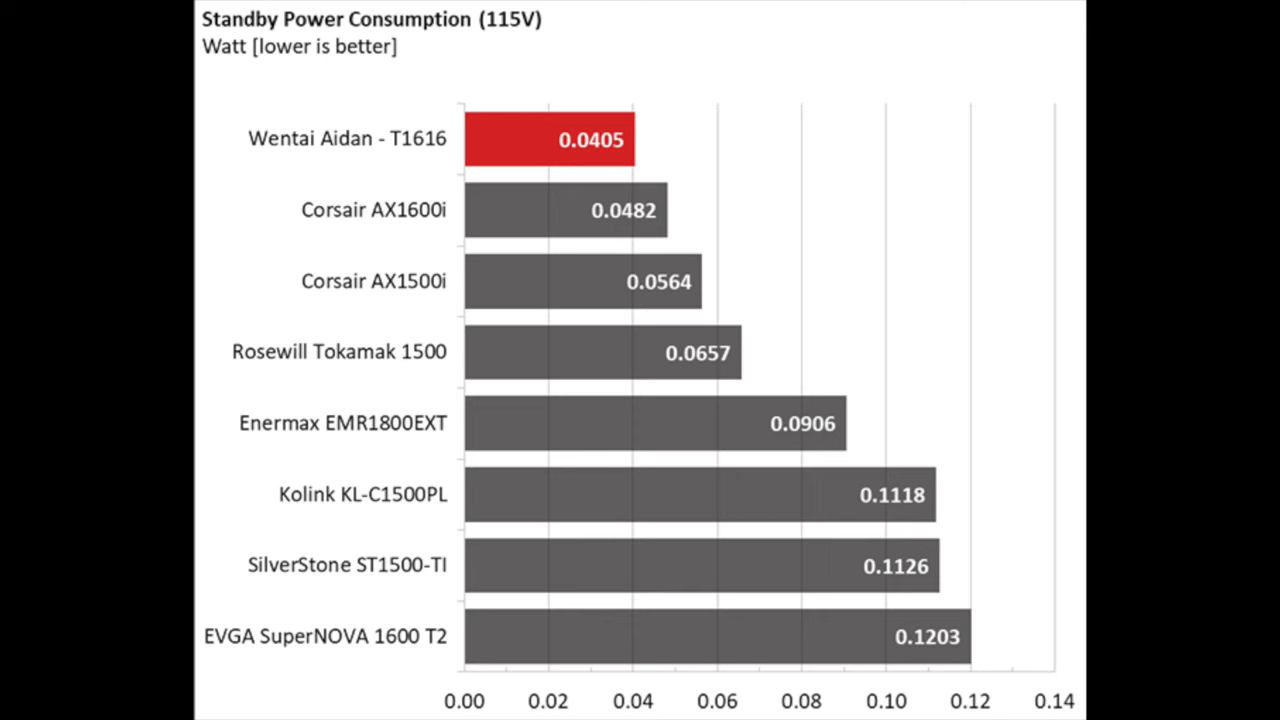 Standby Power Consumption (115V)
Watt [lower is better]
Wentai Aidan - T1616 0.0405
Corsair AX1600i 0.0482
Corsair AX1500i 0.0564
Rosewill Tokamak 1500 0.0657
Enermax EMR1800EXT 0.0906
Kolink KL-C1500PL 0.1118
SilverStone ST1500-TI 0.1126
EVGA SuperNOVA 1600 T2 0.1203
0.00 0.02 0.04 0.06 0.08 0.10 0.12 0.14